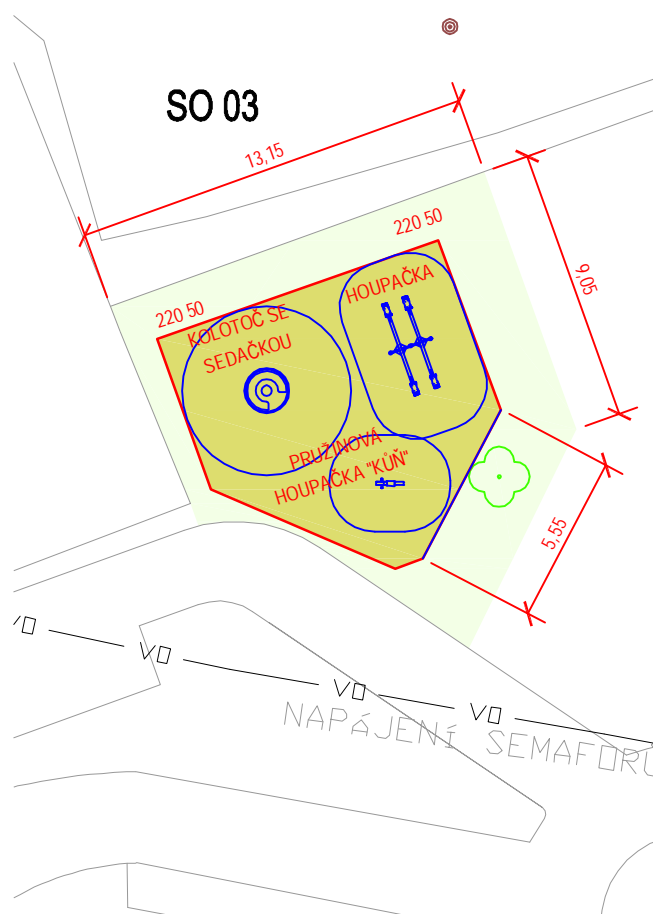 SO 03
13,15
220 50
9,05
220 50
HOUPAČKA
KOLOTOČ SE
SEDAČKOU
PRUŽINOVÁ
HOUPAČKA "KŮŇ"
5,55
VO
VO
VO
VO
NAPÁJENÍ SEMAFORU